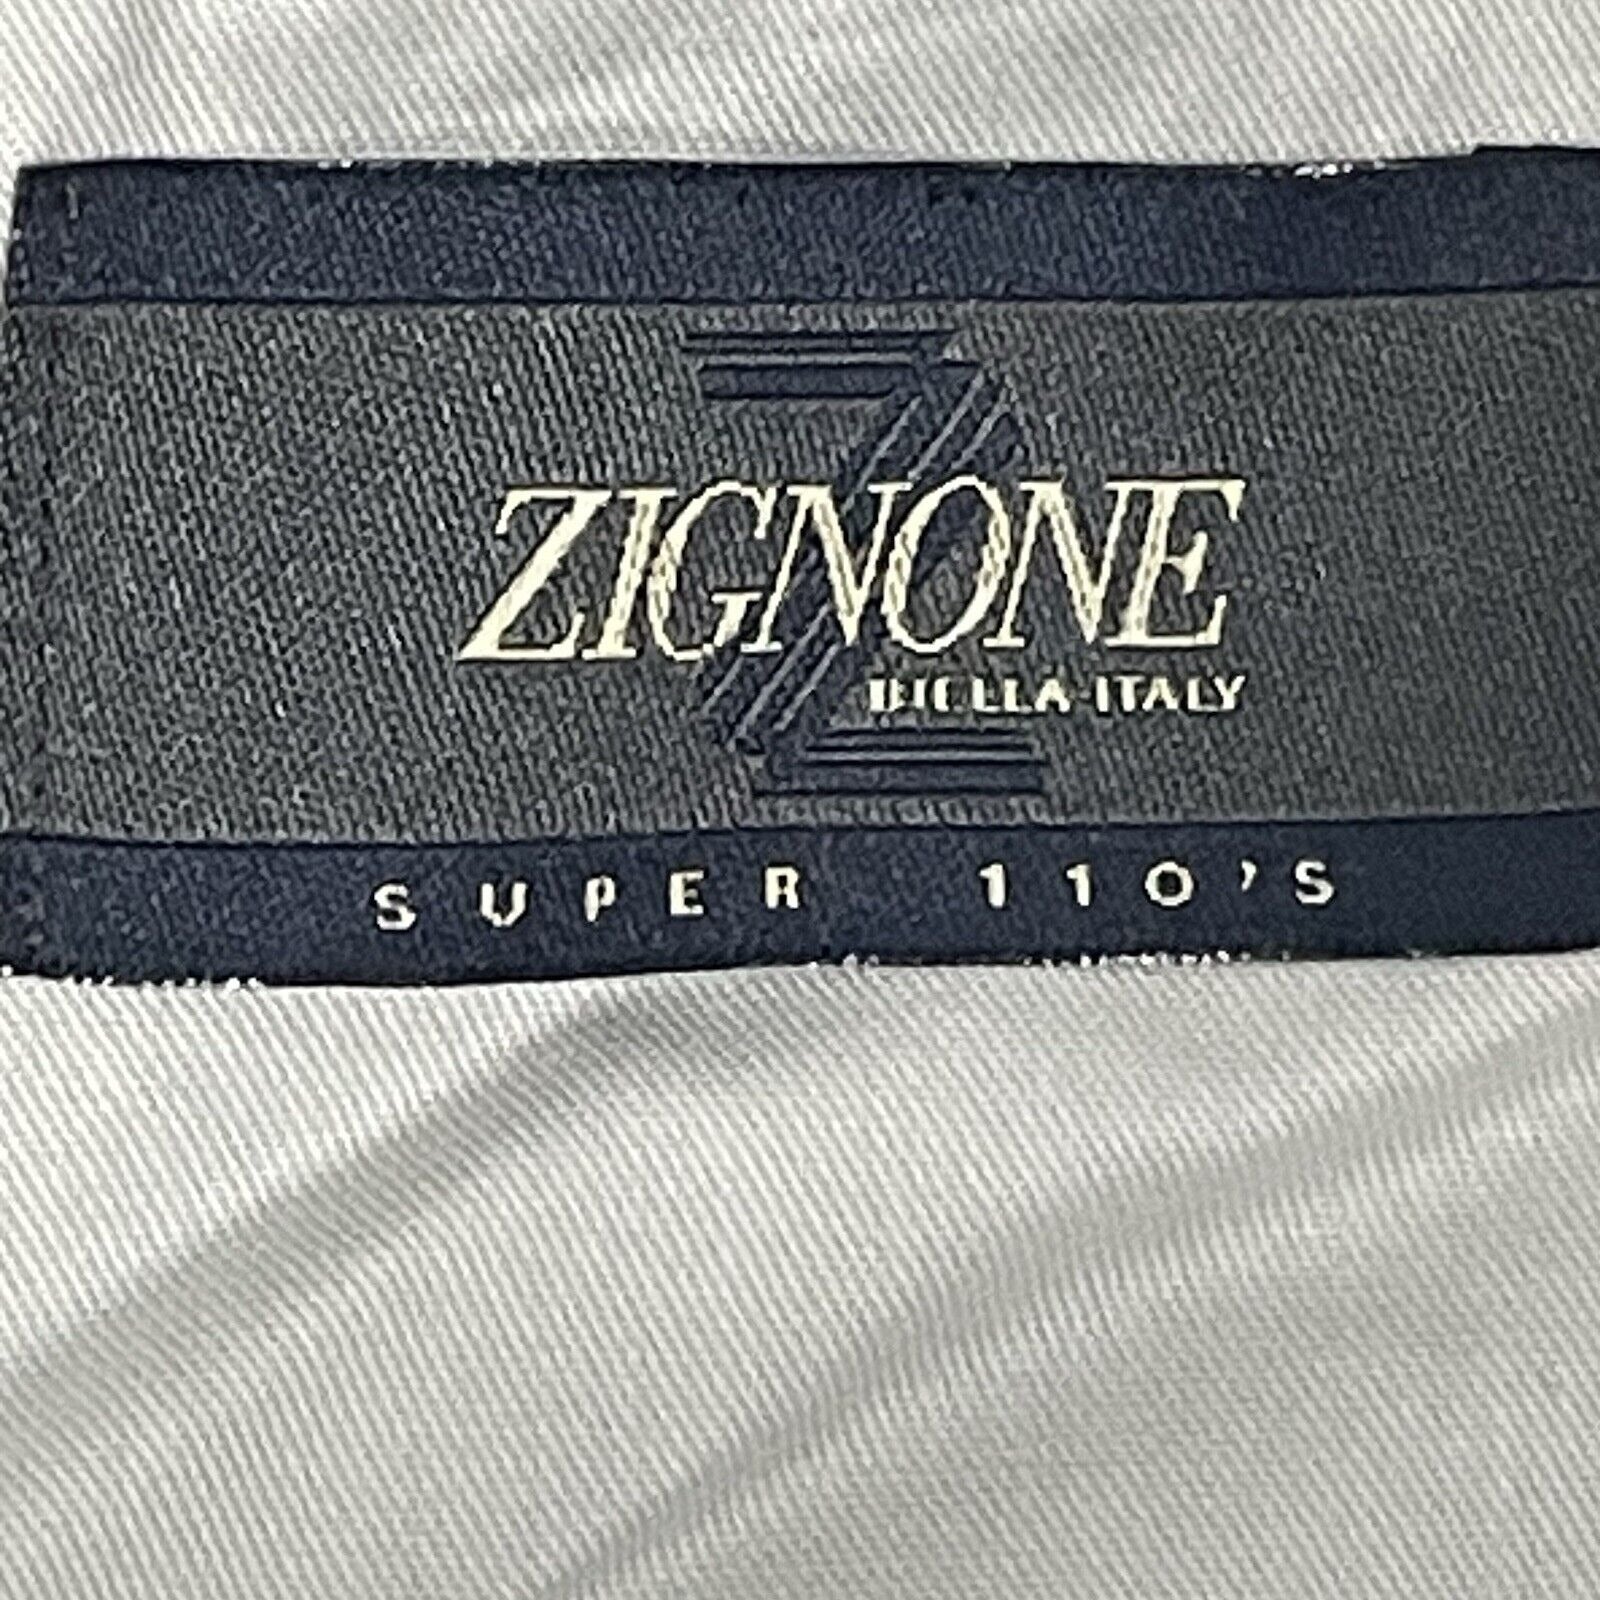 ZIGNONE
BIELLA-ITALY
SUPER 110'S